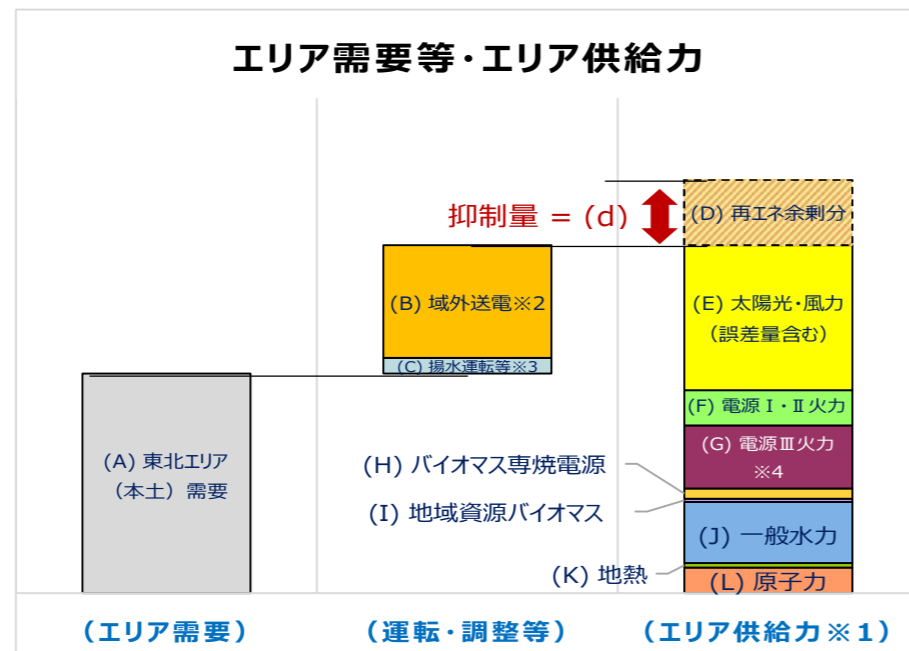 エリア需要等・エリア供給力
抑制量 = (d)
(D) 再エネ余剰分
(B) 域外送電※2
(E) 太陽光・風力
(誤差量含む)
(C) 揚水運転等※3
(F) 電源Ⅰ・Ⅱ火力
(A) 東北エリア
(本土)需要
(G) 電源Ⅲ火力
※4
(H) バイオマス専焼電源
(I) 地域資源バイオマス
(J) 一般水力
(K) 地熱
(L) 原子力
(エリア需要)
(運転・調整等)
(エリア供給力※1)